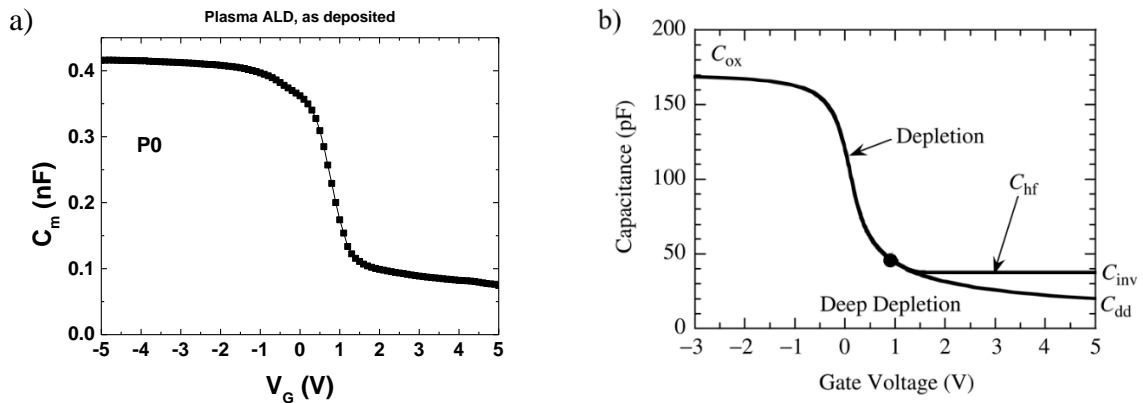 a)
Plasma ALD, as deposited
C_m (nF)
0.4
0.3
0.2
0.1
0.0
P0
-5 -4 -3 -2 -1 0 1 2 3 4 5
V_G (V)
b)
Capacitance (pF)
200
150
100
50
0
C_ox
Depletion
C_hf
Deep Depletion
C_inv
C_dd
−3 −2 −1 0 1 2 3 4 5
Gate Voltage (V)